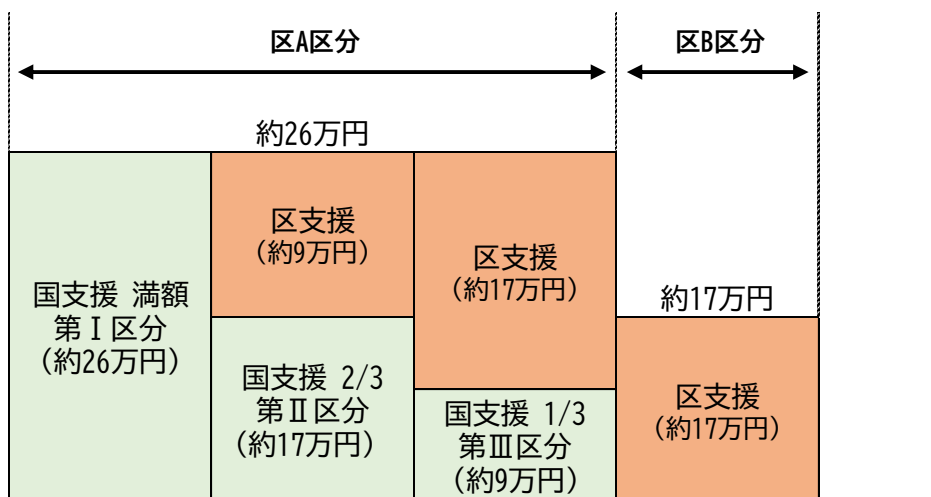 区A区分
区B区分
約26万円
国支援 満額
第Ⅰ区分
(約26万円)
区支援
(約9万円)
国支援 2/3
第Ⅱ区分
(約17万円)
区支援
(約17万円)
国支援 1/3
第Ⅲ区分
(約9万円)
約17万円
区支援
(約17万円)